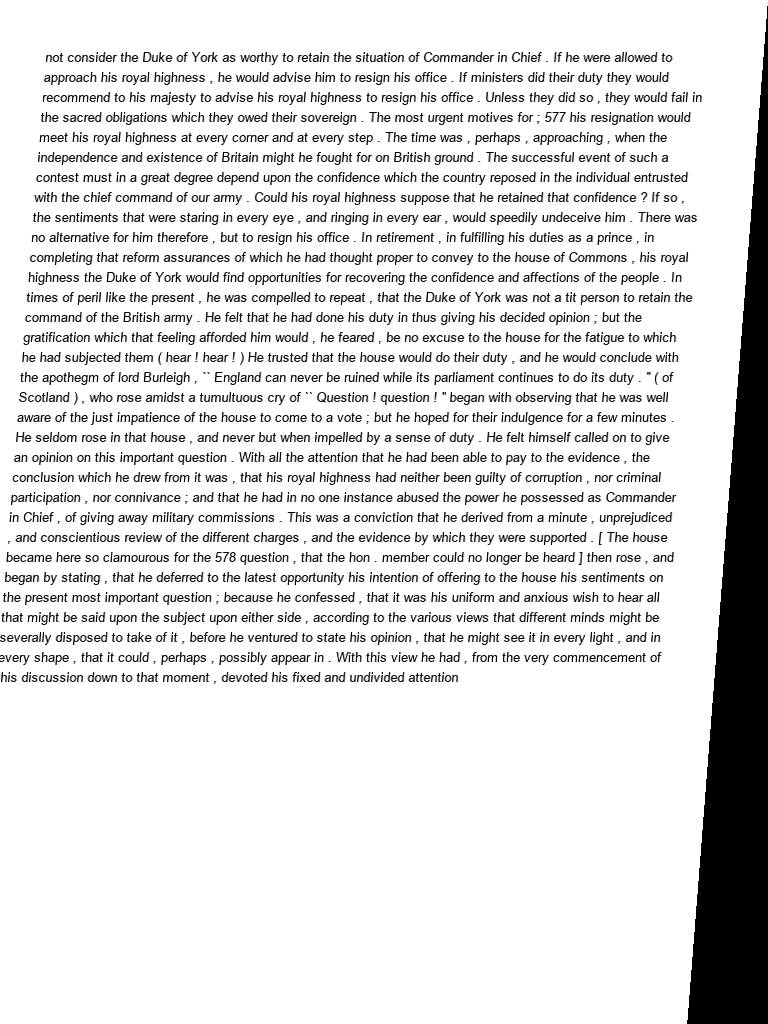 not consider the Duke of York as worthy to retain the situation of Commander in Chief . If he were allowed to
approach his royal highness , he would advise him to resign his office . If ministers did their duty they would
recommend to his majesty to advise his royal highness to resign his office . Unless they did so , they would fail in
the sacred obligations which they owed their sovereign . The most urgent motives for ; 577 his resignation would
meet his royal highness at every corner and at every step . The time was , perhaps , approaching , when the
independence and existence of Britain might he fought for on British ground . The successful event of such a
contest must in a great degree depend upon the confidence which the country reposed in the individual entrusted
with the chief command of our army . Could his royal highness suppose that he retained that confidence ? If so ,
the sentiments that were staring in every eye , and ringing in every ear , would speedily undeceive him . There was
no alternative for him therefore , but to resign his office . In retirement , in fulfilling his duties as a prince , in
completing that reform assurances of which he had thought proper to convey to the house of Commons , his royal
highness the Duke of York would find opportunities for recovering the confidence and affections of the people . In
times of peril like the present , he was compelled to repeat , that the Duke of York was not a tit person to retain the
command of the British army . He felt that he had done his duty in thus giving his decided opinion ; but the
gratification which that feeling afforded him would , he feared , be no excuse to the house for the fatigue to which
he had subjected them ( hear ! hear ! ) He trusted that the house would do their duty , and he would conclude with
the apothegm of lord Burleigh , `` England can never be ruined while its parliament continues to do its duty . " ( of
Scotland ) , who rose amidst a tumultuous cry of `` Question ! question ! " began with observing that he was well
aware of the just impatience of the house to come to a vote ; but he hoped for their indulgence for a few minutes .
He seldom rose in that house , and never but when impelled by a sense of duty . He felt himself called on to give
an opinion on this important question . With all the attention that he had been able to pay to the evidence , the
conclusion which he drew from it was , that his royal highness had neither been guilty of corruption , nor criminal
participation , nor connivance ; and that he had in no one instance abused the power he possessed as Commander
in Chief , of giving away military commissions . This was a conviction that he derived from a minute , unprejudiced
, and conscientious review of the different charges , and the evidence by which they were supported . [ The house
became here so clamourous for the 578 question , that the hon . member could no longer be heard ] then rose , and
began by stating , that he deferred to the latest opportunity his intention of offering to the house his sentiments on
the present most important question ; because he confessed , that it was his uniform and anxious wish to hear all
that might be said upon the subject upon either side , according to the various views that different minds might be
severally disposed to take of it , before he ventured to state his opinion , that he might see it in every light , and in
every shape , that it could , perhaps , possibly appear in . With this view he had , from the very commencement of
his discussion down to that moment , devoted his fixed and undivided attention